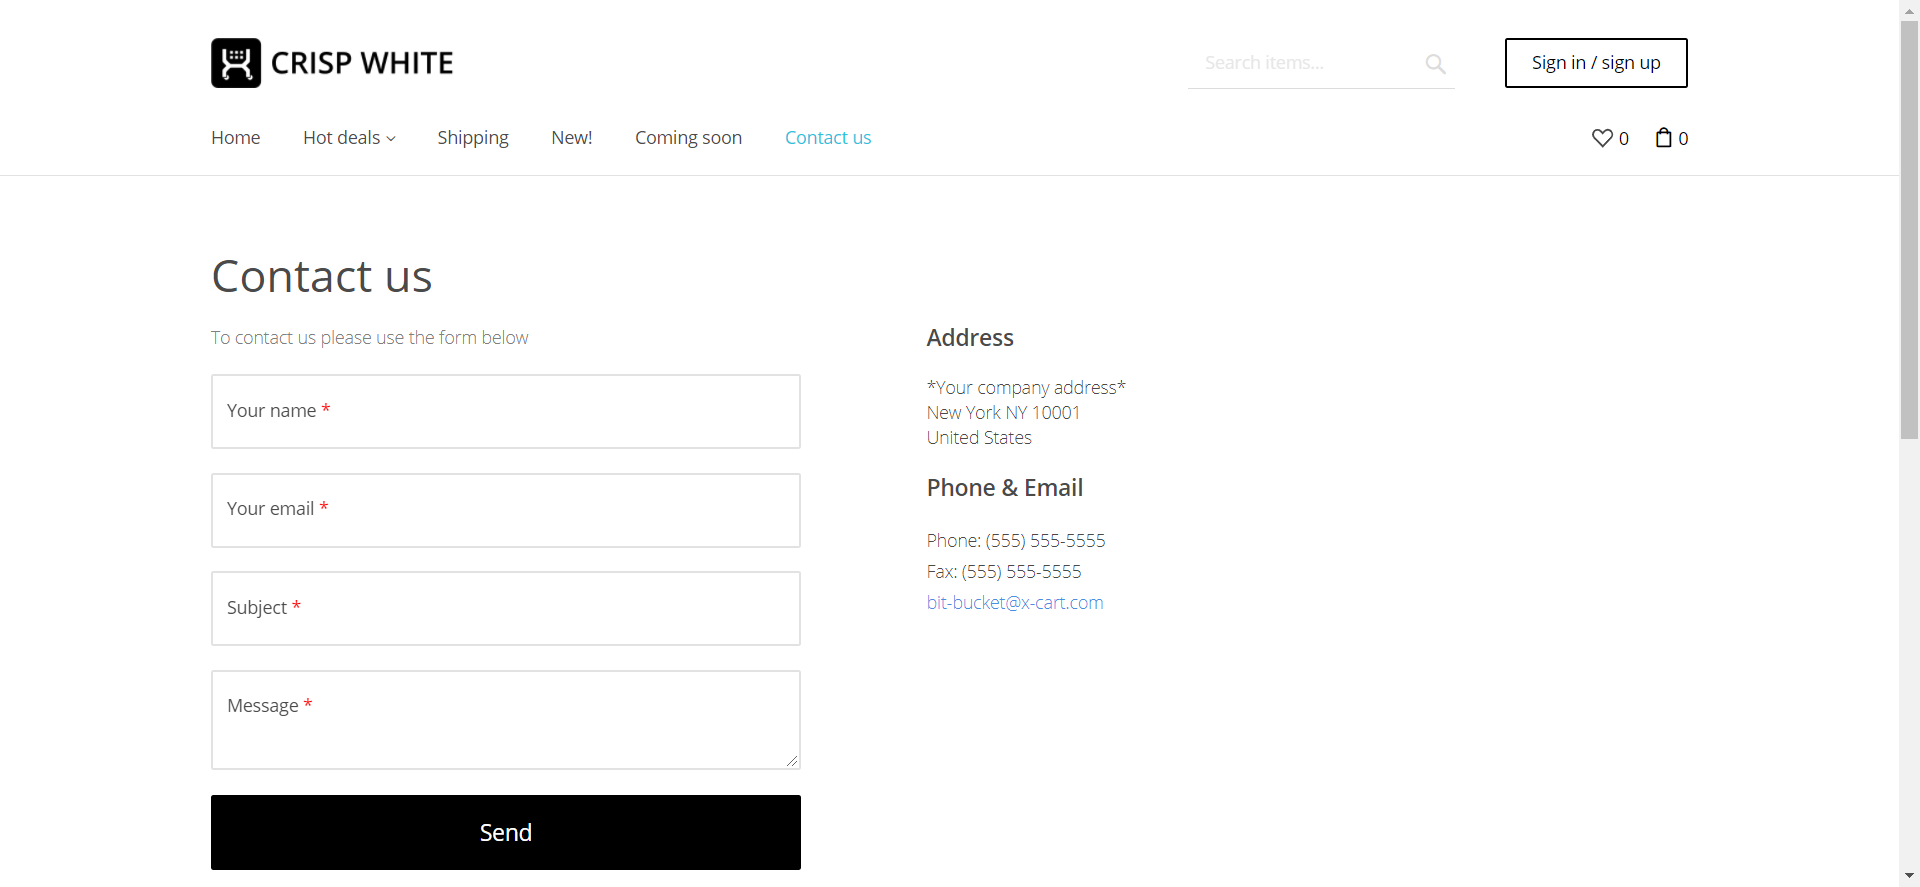 CRISP WHITE
Search items...
Sign in / sign up
Home
Hot deals
Shipping
New!
Coming soon
Contact us
0
0
Contact us
To contact us please use the form below
Your name *
Your email *
Subject *
Message *
Send
Address
*Your company address*
New York NY 10001
United States
Phone & Email
Phone: (555) 555-5555
Fax: (555) 555-5555
bit-bucket@x-cart.com